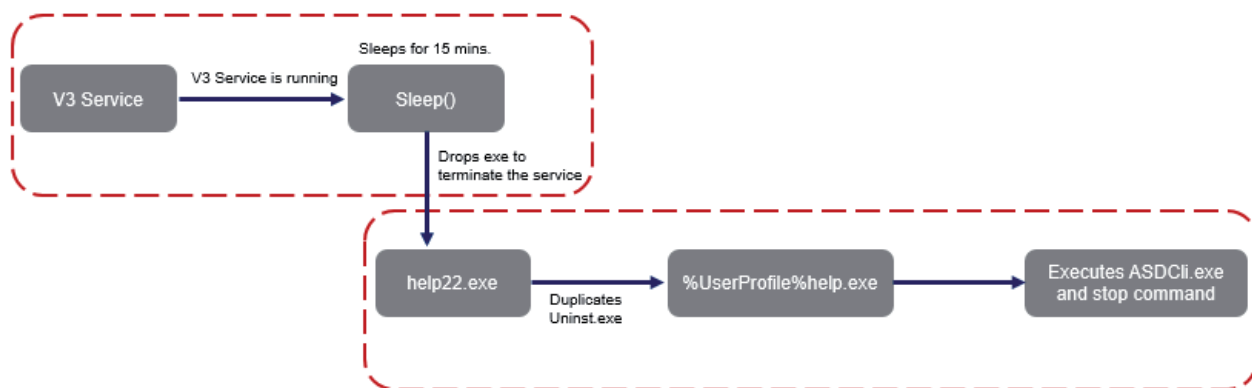 Sleeps for 15 mins.
V3 Service
V3 Service is running
Sleep()
Drops exe to
terminate the service
help22.exe
Duplicates
Uninst.exe
%UserProfile%help.exe
Executes ASDCli.exe
and stop command